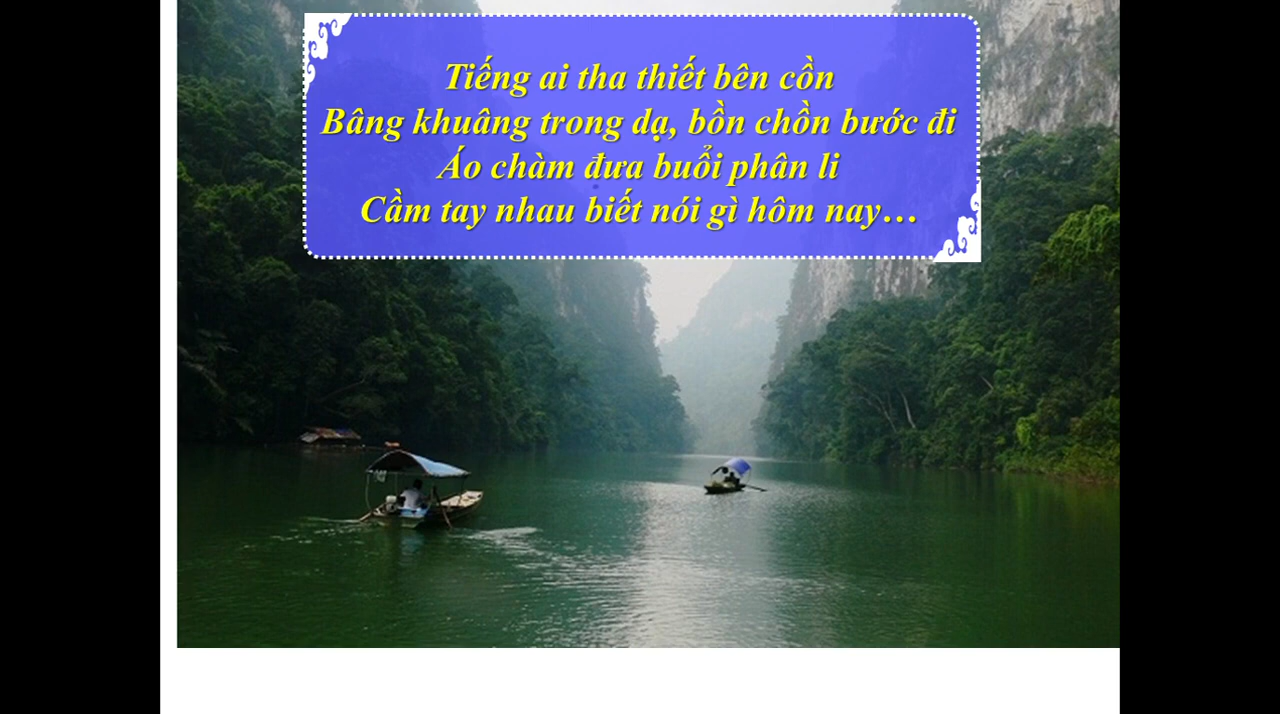 Tiếng ai tha thiết bên cồn
Bâng khuâng trong dạ, bồn chồn bước đi
Áo chàm đưa buổi phân li
Cầm tay nhau biết nói gì hôm nay…